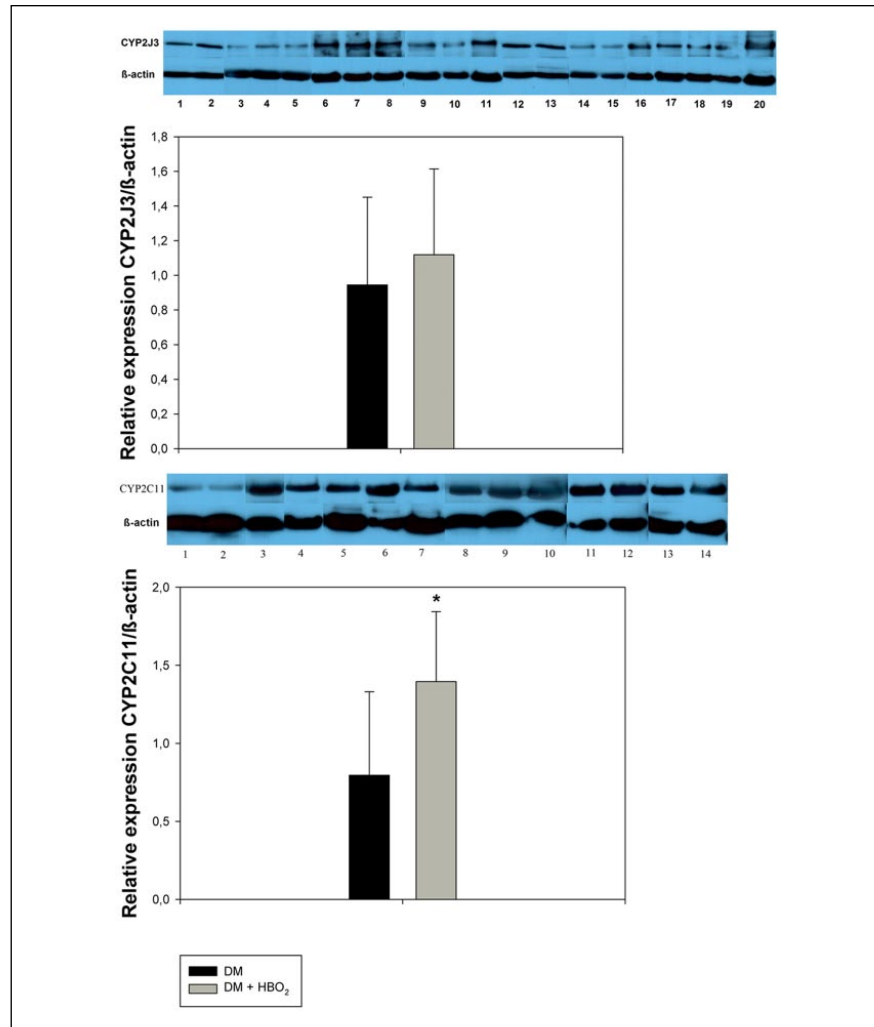 CYP2J3
ß-actin
1 2 3 4 5 6 7 8 9 10 11 12 13 14 15 16 17 18 19 20
Relative expression CYP2J3/ß-actin
1,8
1,6
1,4
1,2
1,0
0,8
0,6
0,4
0,2
0,0
CYP2C11
ß-actin
1 2 3 4 5 6 7 8 9 10 11 12 13 14
Relative expression CYP2C11/ß-actin
2,0
*
1,5
1,0
0,5
0,0
DM
DM + HBO₂